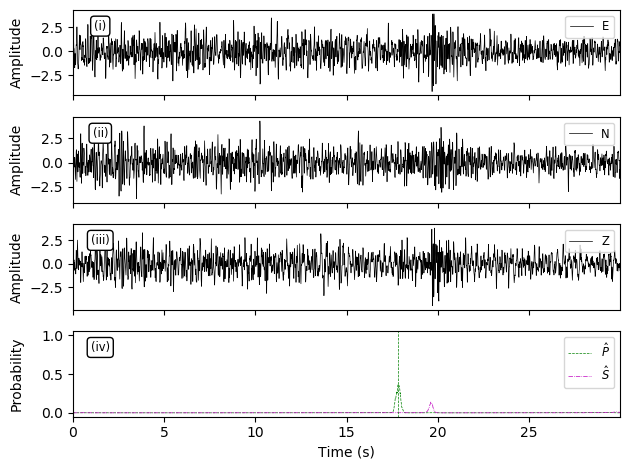 (i)
E
Amplitude
2.5
0.0
−2.5
(ii)
N
Amplitude
2.5
0.0
−2.5
(iii)
Z
Amplitude
2.5
0.0
−2.5
(iv)
P̂
Ŝ
Probability
1.0
0.5
0.0
0 5 10 15 20 25
Time (s)